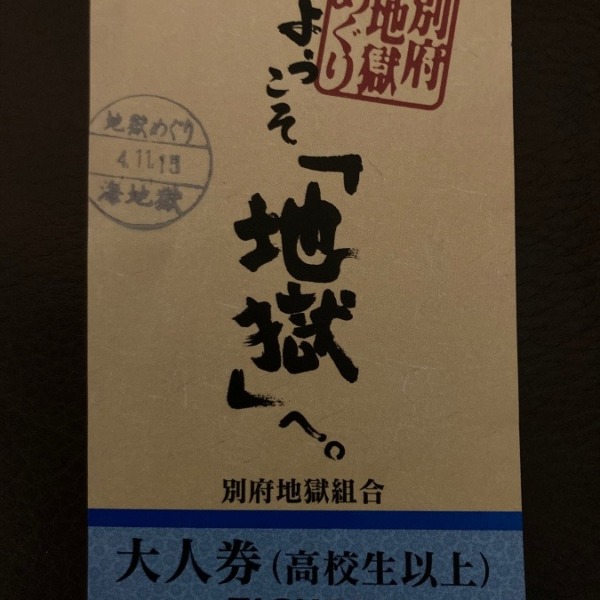 別府
地獄
めぐり
ようこそ
「地獄」へ。
地獄めぐり
4.11.15
海地獄
別府地獄組合
大人券(高校生以上)